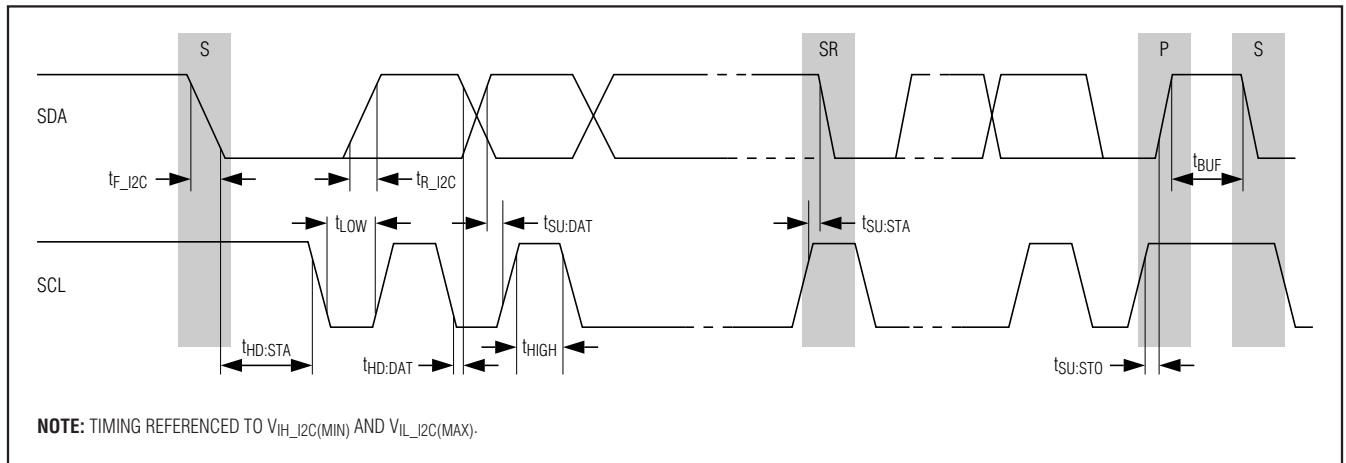 S SR P S
SDA
tBUF
tF_I2C tR_I2C
tLOW tSU:DAT tSU:STA
SCL
tHD:STA tHD:DAT tHIGH tSU:STO
NOTE: TIMING REFERENCED TO VIH_I2C(MIN) AND VIL_I2C(MAX).